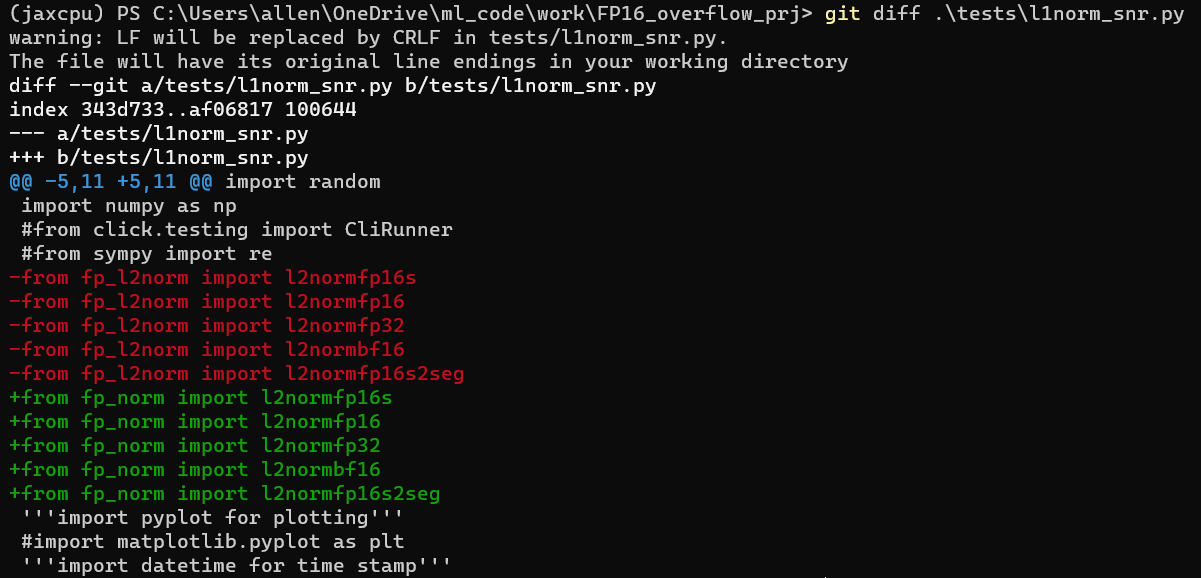 (jaxcpu) PS C:\Users\allen\OneDrive\ml_code\work\FP16_overflow_prj> git diff .\tests\l1norm_snr.py
warning: LF will be replaced by CRLF in tests/l1norm_snr.py.
The file will have its original line endings in your working directory
diff --git a/tests/l1norm_snr.py b/tests/l1norm_snr.py
index 343d733..af06817 100644
--- a/tests/l1norm_snr.py
+++ b/tests/l1norm_snr.py
@@ -5,11 +5,11 @@ import random
 import numpy as np
 #from click.testing import CliRunner
 #from sympy import re
-from fp_l2norm import l2normfp16s
-from fp_l2norm import l2normfp16
-from fp_l2norm import l2normfp32
-from fp_l2norm import l2normbf16
-from fp_l2norm import l2normfp16s2seg
+from fp_norm import l2normfp16s
+from fp_norm import l2normfp16
+from fp_norm import l2normfp32
+from fp_norm import l2normbf16
+from fp_norm import l2normfp16s2seg
 '''import pyplot for plotting'''
 #import matplotlib.pyplot as plt
 '''import datetime for time stamp'''